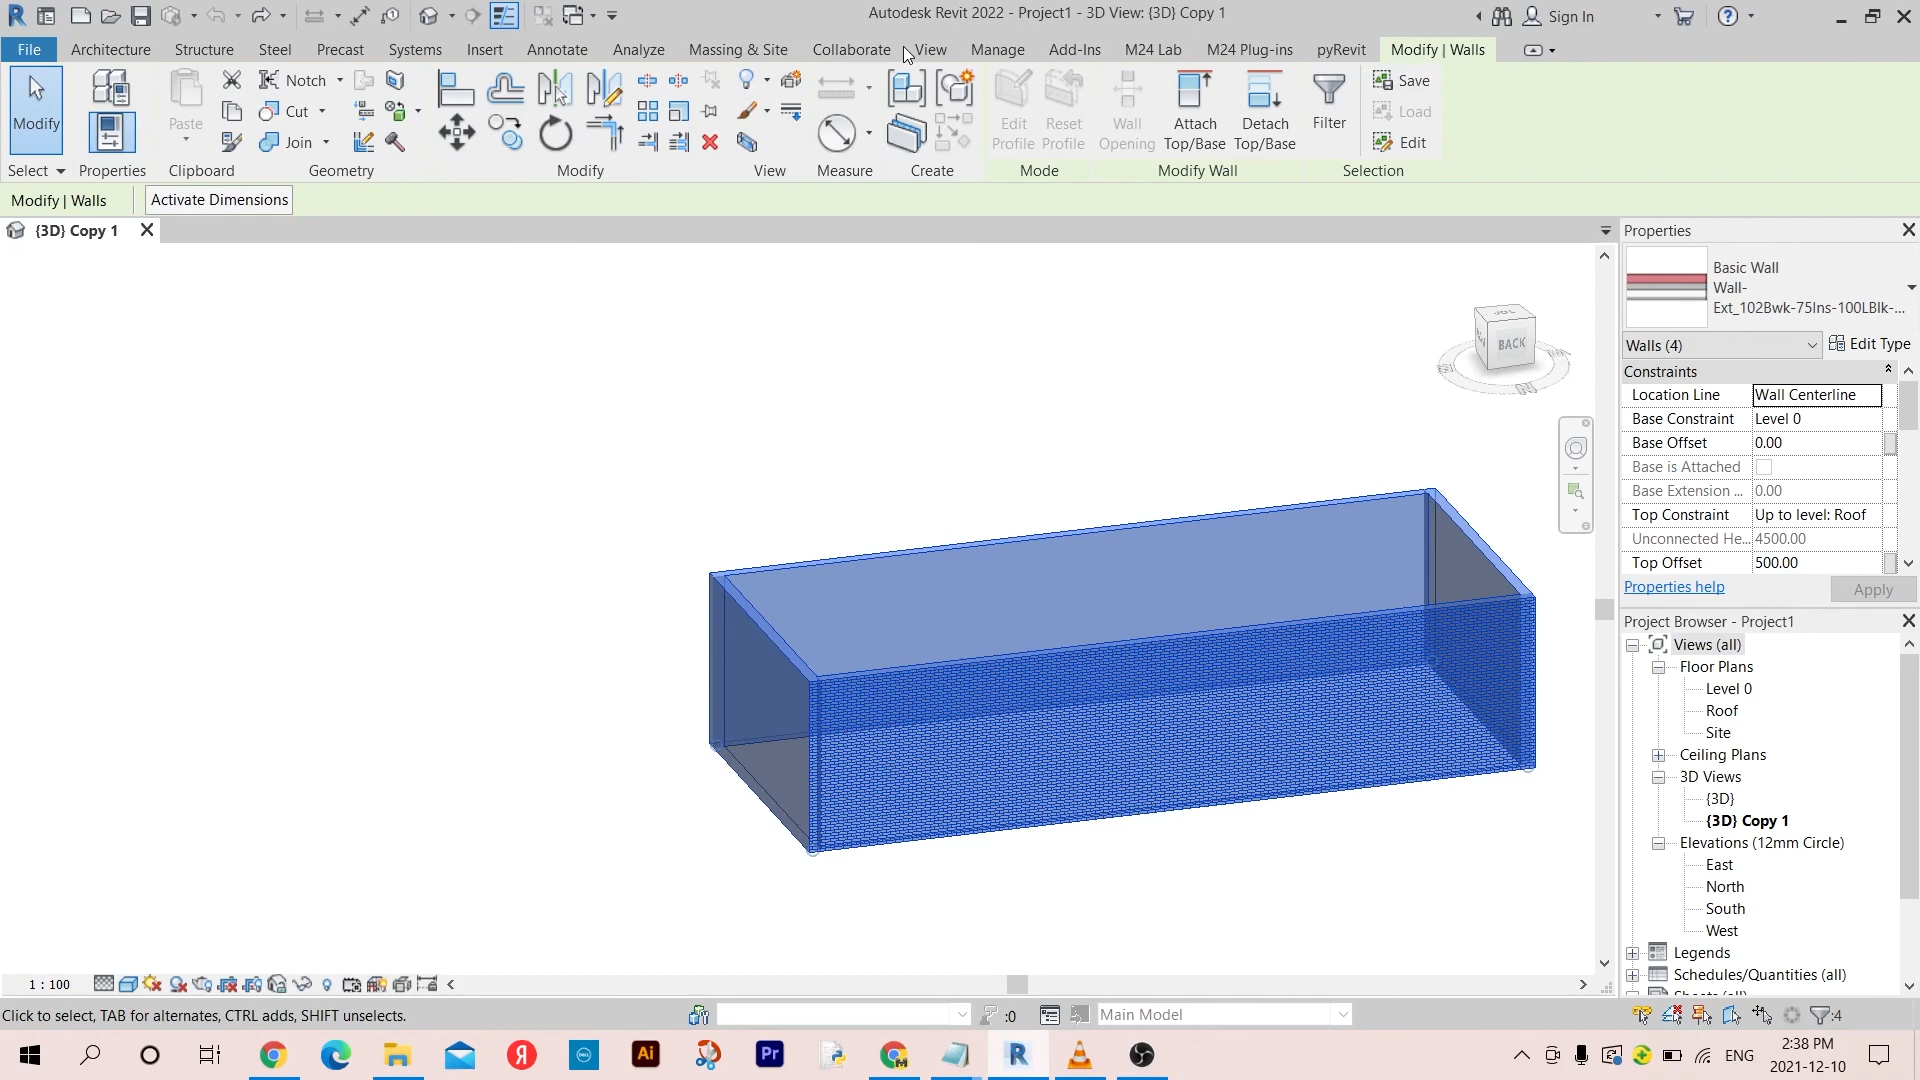 Autodesk Revit 2022 - Project1 - 3D View: {3D} Copy 1
Sign In
File
Architecture
Structure
Steel
Precast
Systems
Insert
Annotate
Analyze
Massing & Site
Collaborate
View
Manage
Add-Ins
M24 Lab
M24 Plug-ins
pyRevit
Modify | Walls
Modify
Paste
Notch
Cut
Join
Edit
Profile
Reset
Profile
Wall
Opening
Attach
Top/Base
Detach
Top/Base
Filter
Save
Load
Edit
Select
Properties
Clipboard
Geometry
Modify
View
Measure
Create
Mode
Modify Wall
Selection
Modify | Walls
Activate Dimensions
{3D} Copy 1
BACK
Properties
Basic Wall
Wall-
Ext_102Bwk-75Ins-100LBlk-...
Walls (4)
Edit Type
Constraints
Location Line Wall Centerline
Base Constraint Level 0
Base Offset 0.00
Base is Attached
Base Extension ... 0.00
Top Constraint Up to level: Roof
Unconnected He... 4500.00
Top Offset 500.00
Properties help
Apply
Project Browser - Project1
Views (all)
Floor Plans
Level 0
Roof
Site
Ceiling Plans
3D Views
{3D}
{3D} Copy 1
Elevations (12mm Circle)
East
North
South
West
Legends
Schedules/Quantities (all)
1 : 100
Click to select, TAB for alternates, CTRL adds, SHIFT unselects.
:0
Main Model
:4
Ai
Pr
ENG
2:38 PM
2021-12-10